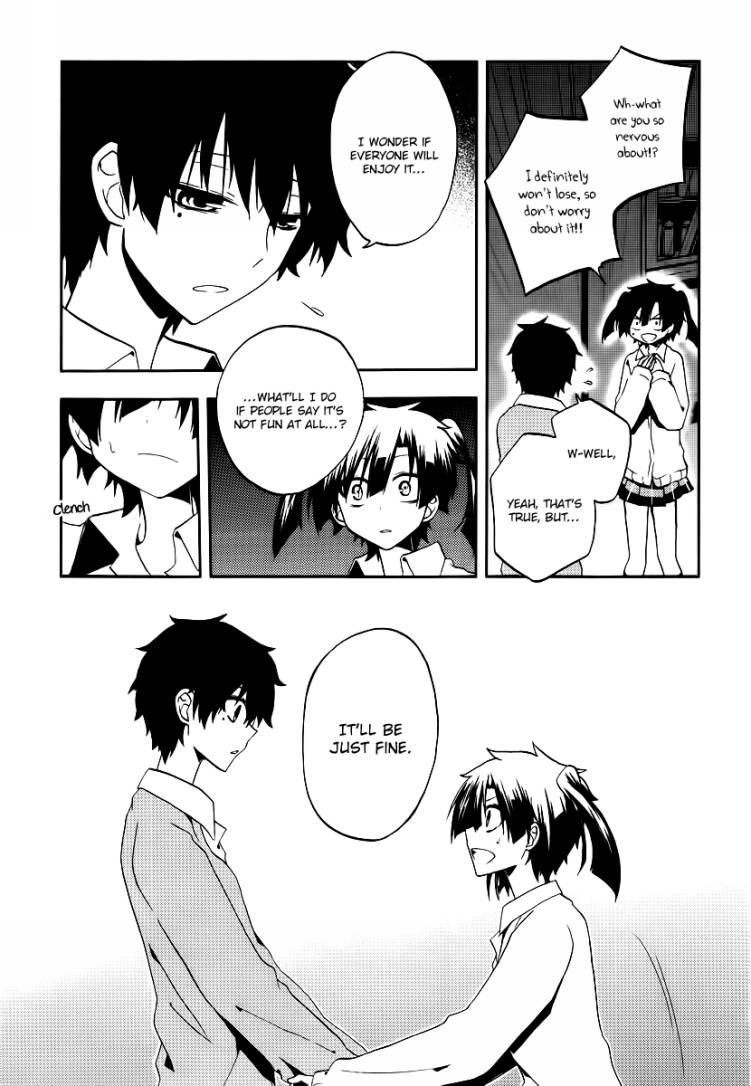 Wh-what
are you so
nervous
about!?
I definitely
won't lose, so
don't worry
about it!!
W-WELL,
YEAH, THAT'S
TRUE, BUT...
I WONDER IF
EVERYONE WILL
ENJOY IT...
...WHAT'LL I DO
IF PEOPLE SAY IT'S
NOT FUN AT ALL...?
Clench
IT'LL BE
JUST FINE.